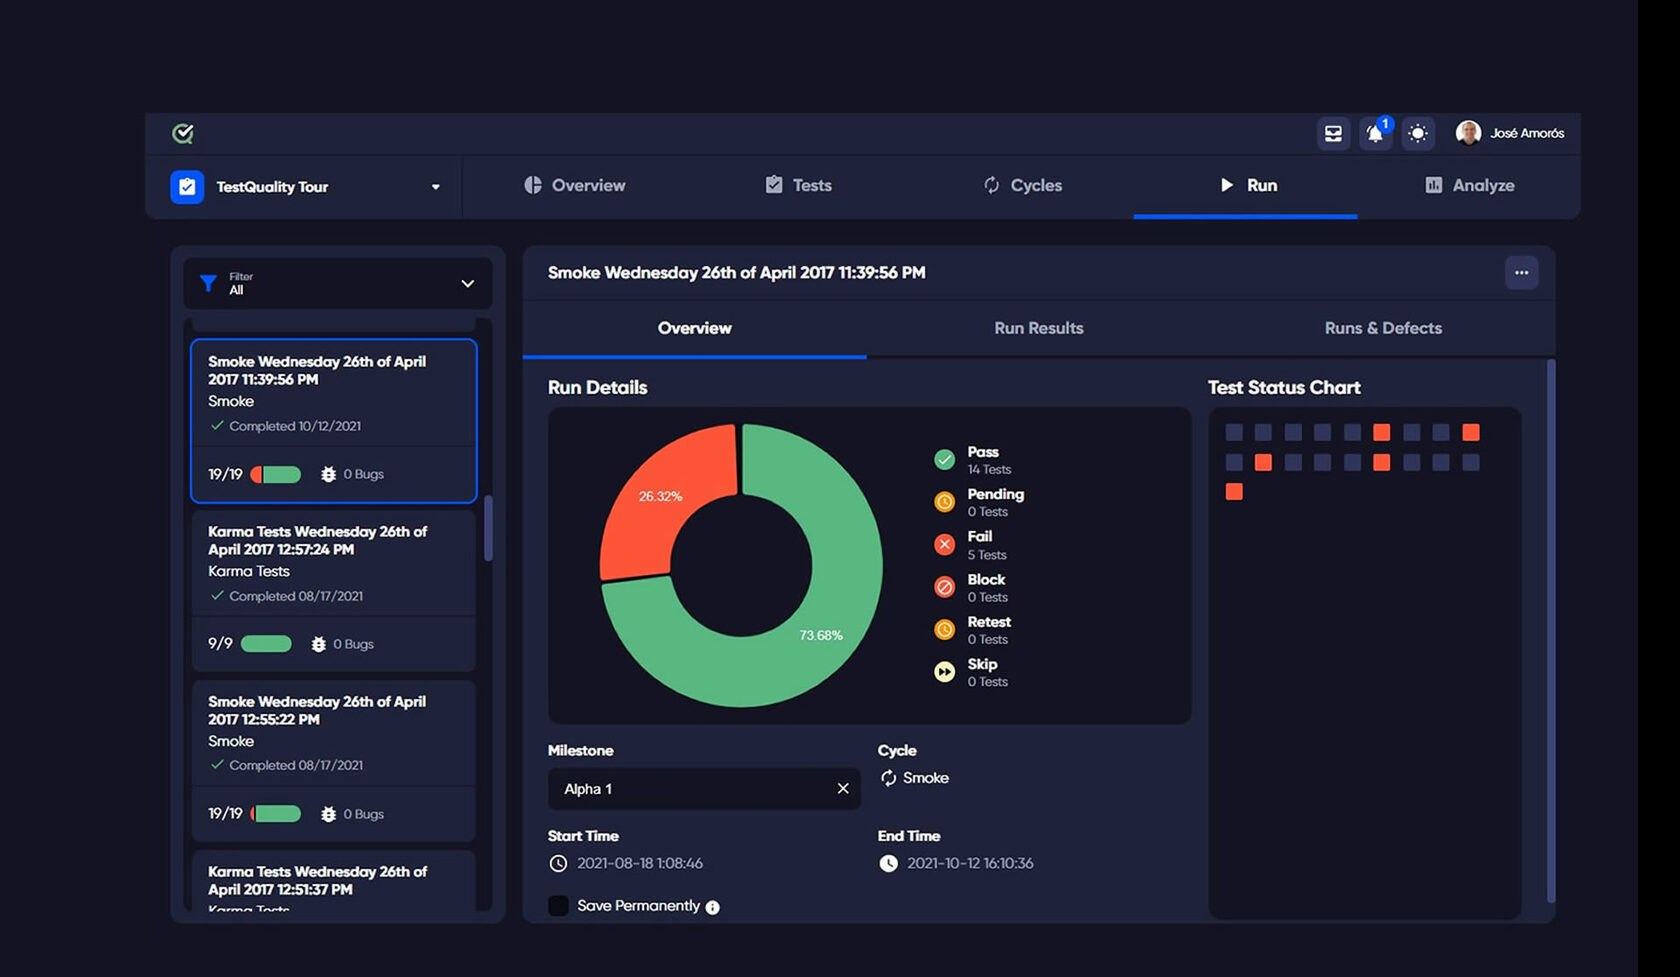 1
José Amorós
TestQuality Tour
Overview
Tests
Cycles
Run
Analyze
Filter
All
Smoke Wednesday 26th of April
2017 11:39:56 PM
Smoke
Completed 10/12/2021
19/19
0 Bugs
Karma Tests Wednesday 26th of
April 2017 12:57:24 PM
Karma Tests
Completed 08/17/2021
9/9
0 Bugs
Smoke Wednesday 26th of April
2017 12:55:22 PM
Smoke
Completed 08/17/2021
19/19
0 Bugs
Karma Tests Wednesday 26th of
April 2017 12:51:37 PM
Karma Tests
Smoke Wednesday 26th of April 2017 11:39:56 PM
Overview
Run Results
Runs & Defects
Run Details
26.32%
73.68%
Pass
14 Tests
Pending
0 Tests
Fail
5 Tests
Block
0 Tests
Retest
0 Tests
Skip
0 Tests
Milestone
Alpha 1
Cycle
Smoke
Start Time
2021-08-18 1:08:46
End Time
2021-10-12 16:10:36
Save Permanently
Test Status Chart